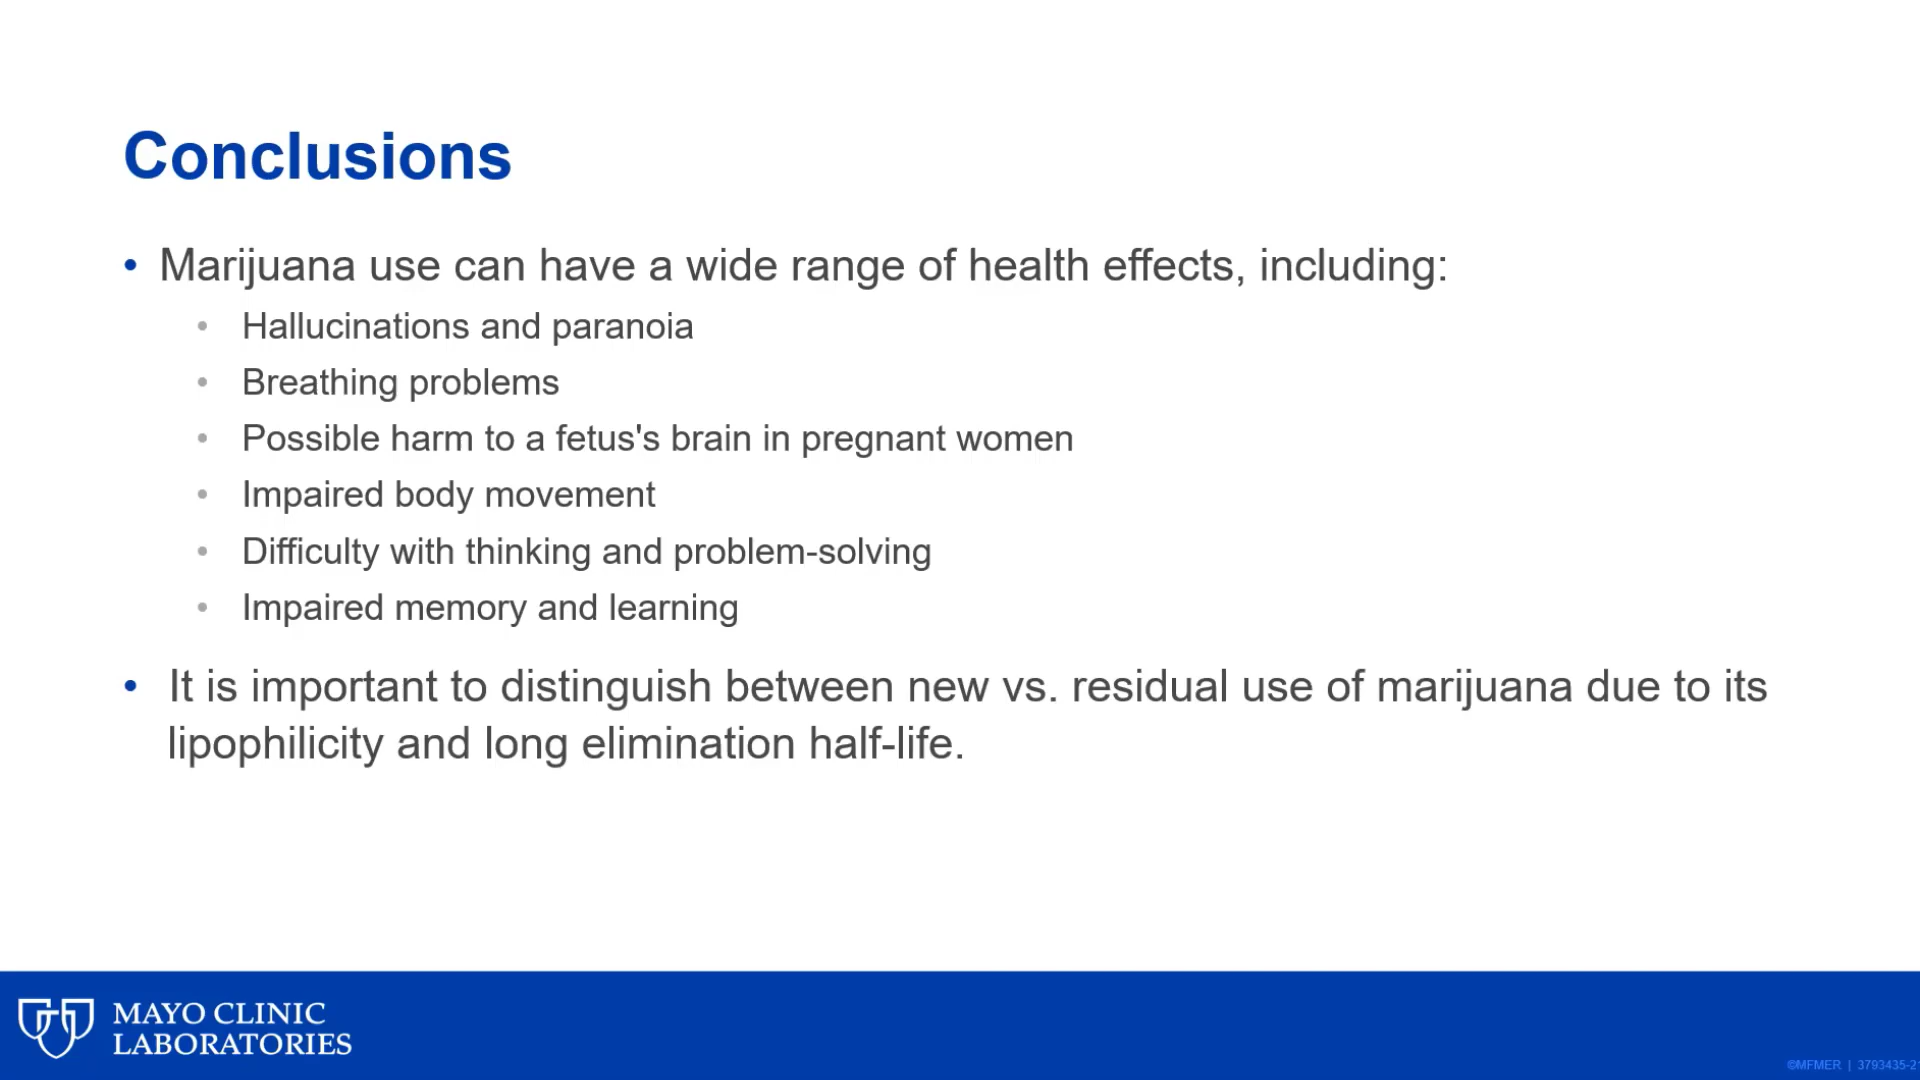 Conclusions
• Marijuana use can have a wide range of health effects, including:
• Hallucinations and paranoia
• Breathing problems
• Possible harm to a fetus's brain in pregnant women
• Impaired body movement
• Difficulty with thinking and problem-solving
• Impaired memory and learning
• It is important to distinguish between new vs. residual use of marijuana due to its
lipophilicity and long elimination half-life.
MAYO CLINIC
LABORATORIES
©MFMER | 3793435-2